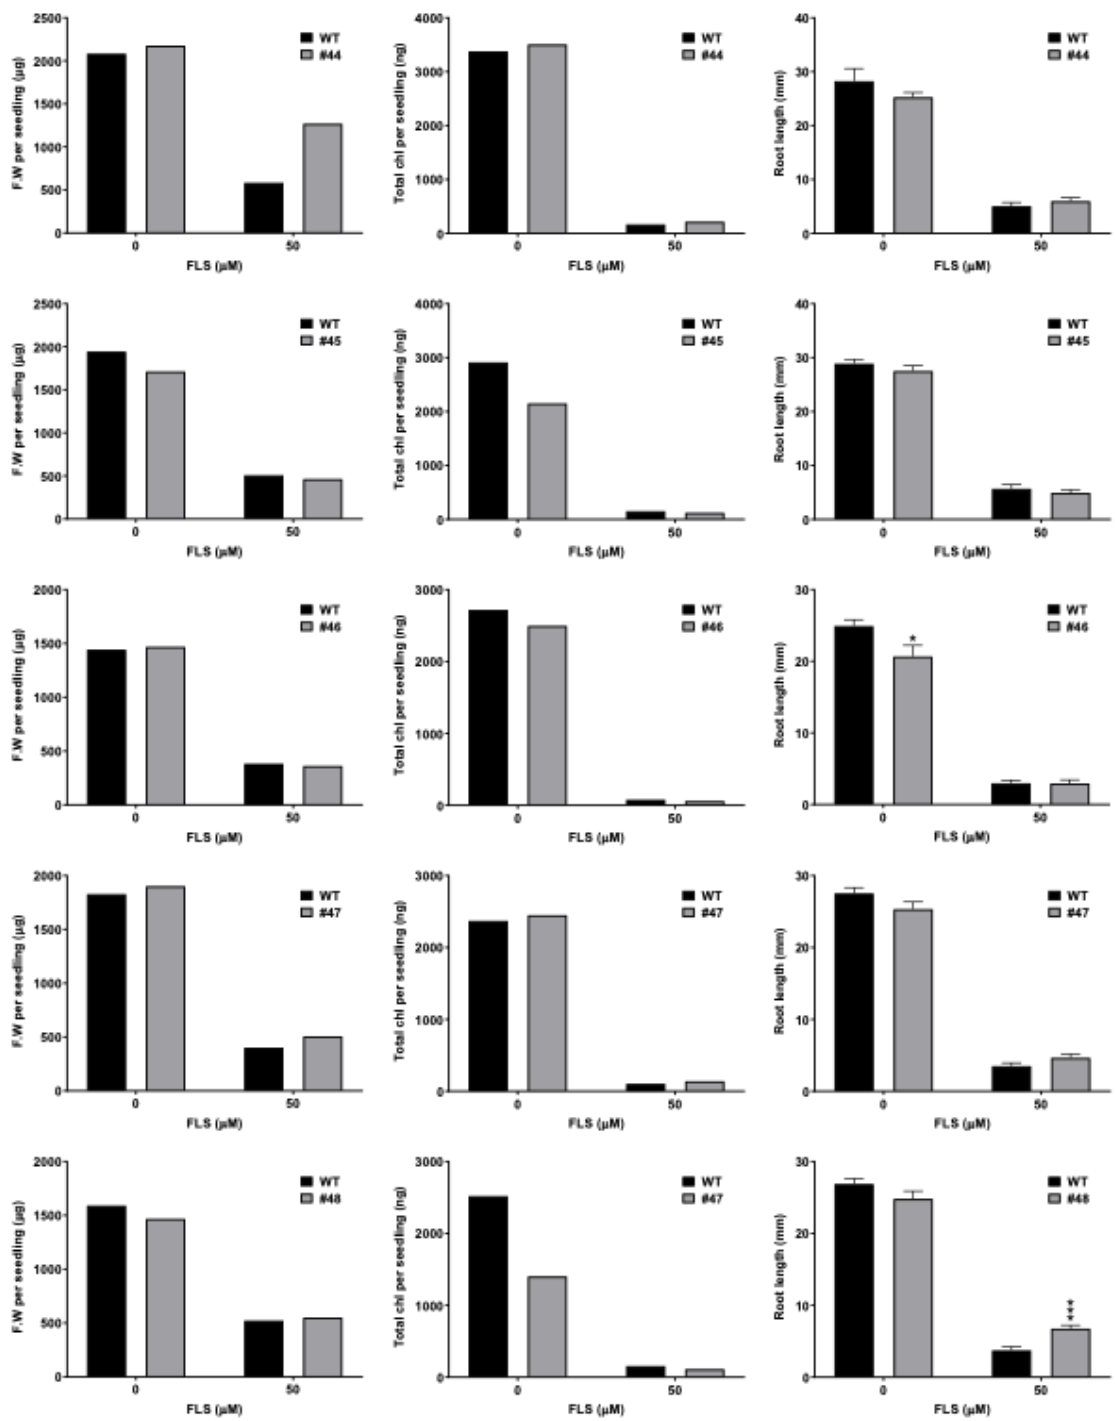 2500
2000
1500
1000
500
0
F.W per seedling (µg)
WT
#44
0
50
FLS (µM)
4000
3000
2000
1000
0
Total chl per seedling (ng)
WT
#44
0
50
FLS (µM)
40
30
20
10
0
Root length (mm)
WT
#44
0
50
FLS (µM)
2500
2000
1500
1000
500
0
F.W per seedling (µg)
WT
#45
0
50
FLS (µM)
4000
3000
2000
1000
0
Total chl per seedling (ng)
WT
#45
0
50
FLS (µM)
40
30
20
10
0
Root length (mm)
WT
#45
0
50
FLS (µM)
2000
1500
1000
500
0
F.W per seedling (µg)
WT
#46
0
50
FLS (µM)
3000
2000
1000
0
Total chl per seedling (ng)
WT
#46
0
50
FLS (µM)
30
20
10
0
Root length (mm)
WT
#46
*
0
50
FLS (µM)
2000
1500
1000
500
0
F.W per seedling (µg)
WT
#47
0
50
FLS (µM)
3000
2000
1000
0
Total chl per seedling (ng)
WT
#47
0
50
FLS (µM)
30
20
10
0
Root length (mm)
WT
#47
0
50
FLS (µM)
2000
1500
1000
500
0
F.W per seedling (µg)
WT
#48
0
50
FLS (µM)
3000
2000
1000
0
Total chl per seedling (ng)
WT
#47
0
50
FLS (µM)
30
20
10
0
Root length (mm)
WT
#48
***
0
50
FLS (µM)